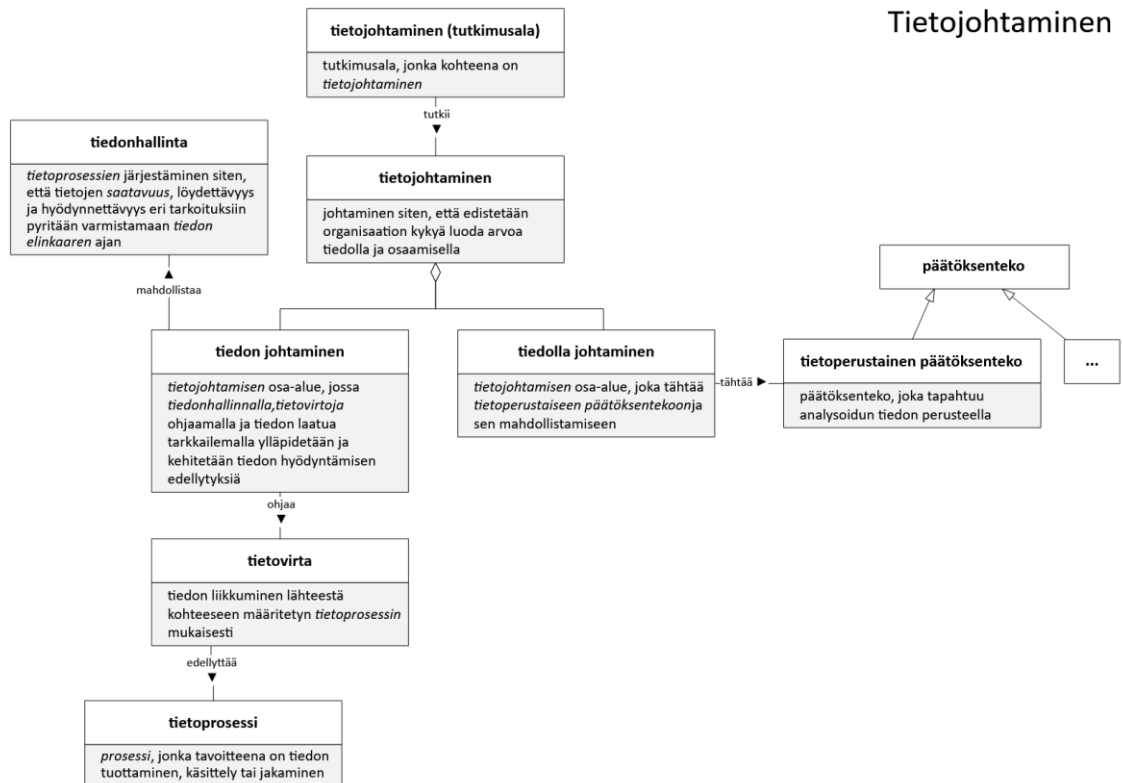 Tietojohtaminen
tietojohtaminen (tutkimusala)
tutkimusala, jonka kohteena on
tietojohtaminen
tutkii
tiedonhallinta
tietoprosessien järjestäminen siten,
että tietojen saatavuus, löydettävyys
ja hyödynnettävyys eri tarkoituksiin
pyritään varmistamaan tiedon
elinkaaren ajan
tietojohtaminen
johtaminen siten, että edistetään
organisaation kykyä luoda arvoa
tiedolla ja osaamisella
mahdollistaa
päätöksenteko
tiedon johtaminen
tietojohtamisen osa-alue, jossa
tiedonhallinnalla,tietovirtoja
ohjaamalla ja tiedon laatua
tarkkailemalla ylläpidetään ja
kehitetään tiedon hyödyntämisen
edellytyksiä
tiedolla johtaminen
tietojohtamisen osa-alue, joka tähtää
tietoperustaiseen päätöksentekoonja
sen mahdollistamiseen
tähtää
tietoperustainen päätöksenteko
päätöksenteko, joka tapahtuu
analysoidun tiedon perusteella
...
ohjaa
tietovirta
tiedon liikkuminen lähteestä
kohteeseen määritetyn tietoprosessin
mukaisesti
edellyttää
tietoprosessi
prosessi, jonka tavoitteena on tiedon
tuottaminen, käsittely tai jakaminen